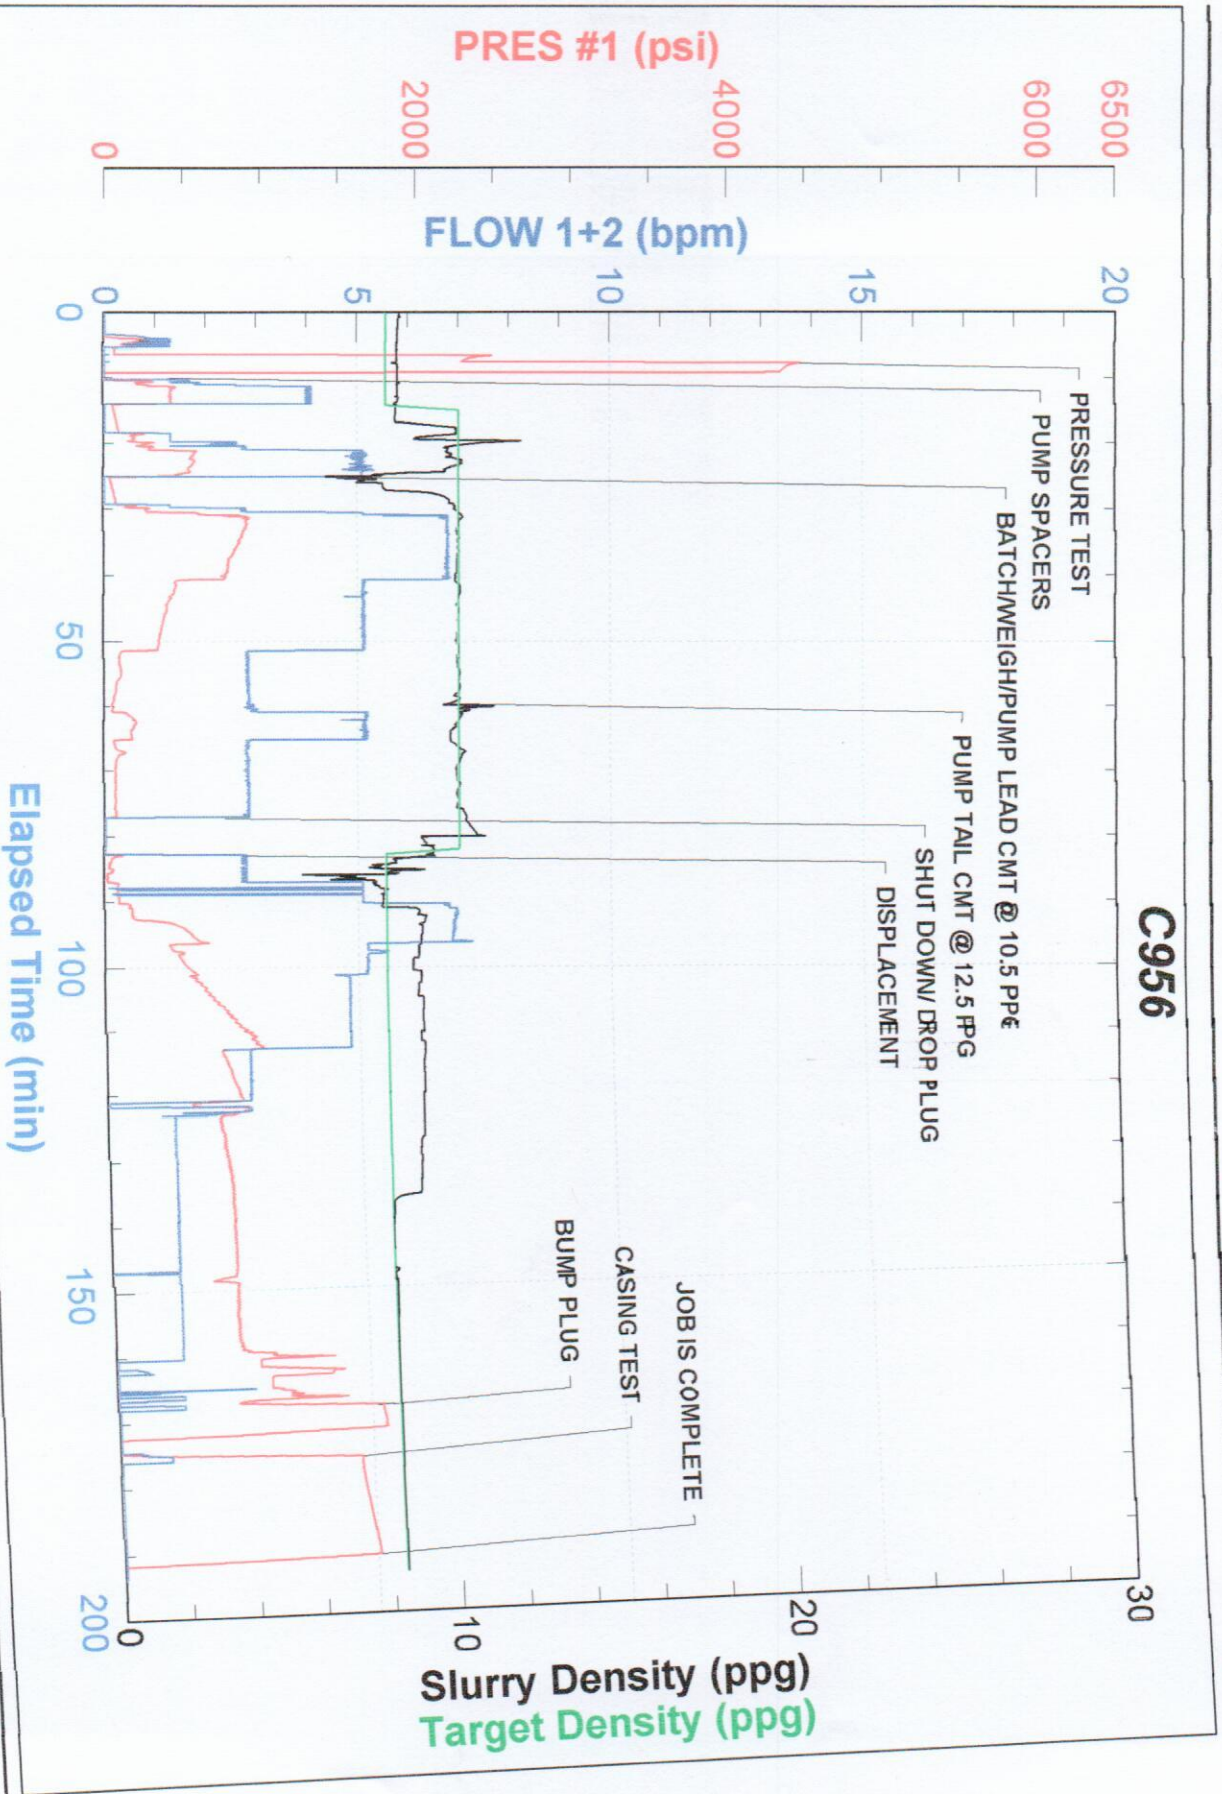 C956
PRES #1 (psi)
6500
6000
4000
2000
0
FLOW 1+2 (bpm)
20
15
10
5
0
PRESSURE TEST
PUMP SPACERS
BATCH/WEIGH/PUMP LEAD CMT @ 10.5 PPG
PUMP TAIL CMT @ 12.5 PPG
SHUT DOWN/ DROP PLUG
DISPLACEMENT
JOB IS COMPLETE
CASING TEST
BUMP PLUG
30
20
10
0
Slurry Density (ppg)
Target Density (ppg)
0
50
100
150
200
Elapsed Time (min)